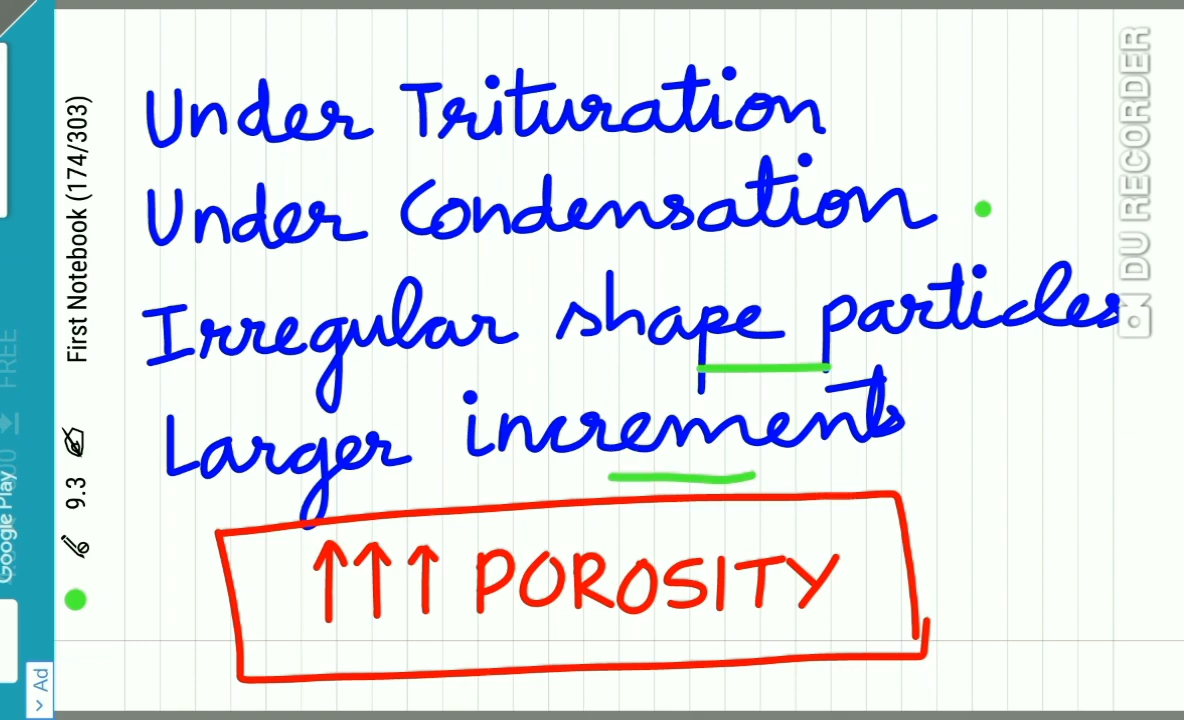 Under Trituration
Under Condensation
Irregular shape particles
Larger increments
↑↑↑ POROSITY
First Notebook (174/303)
9.3
DU RECORDER
FREE
Google Play
Ad